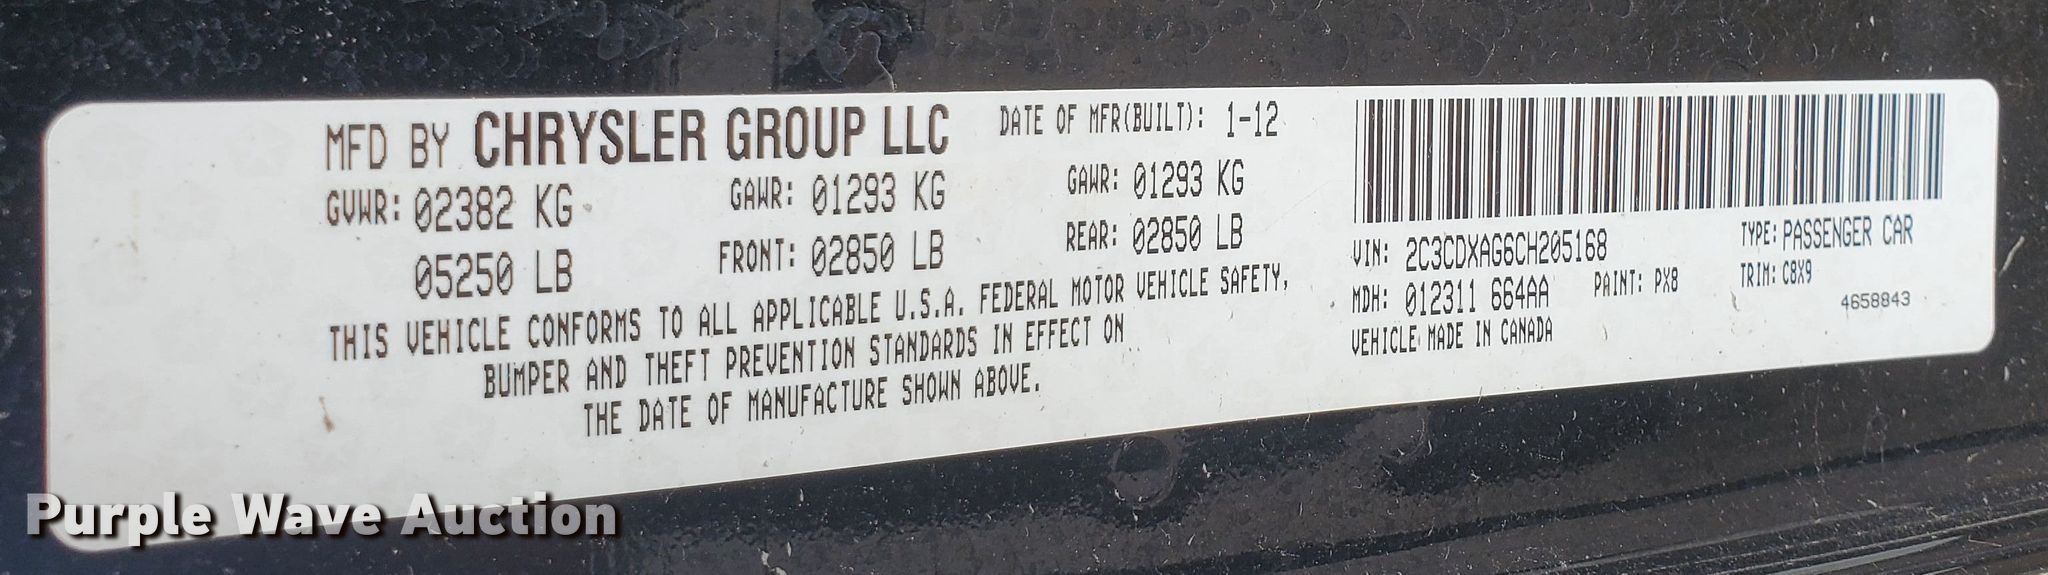 MFD BY CHRYSLER GROUP LLC
DATE OF MFR(BUILT): 1-12
GVWR: 02382 KG GAWR: 01293 KG GAWR: 01293 KG
05250 LB FRONT: 02850 LB REAR: 02850 LB
THIS VEHICLE CONFORMS TO ALL APPLICABLE U.S.A. FEDERAL MOTOR VEHICLE SAFETY,
BUMPER AND THEFT PREVENTION STANDARDS IN EFFECT ON
THE DATE OF MANUFACTURE SHOWN ABOVE.
VIN: 2C3CDXAG6CH205168 TYPE: PASSENGER CAR
MDH: 012311 664AA PAINT: PX8 TRIM: C8X9
VEHICLE MADE IN CANADA 4658843
Purple Wave Auction